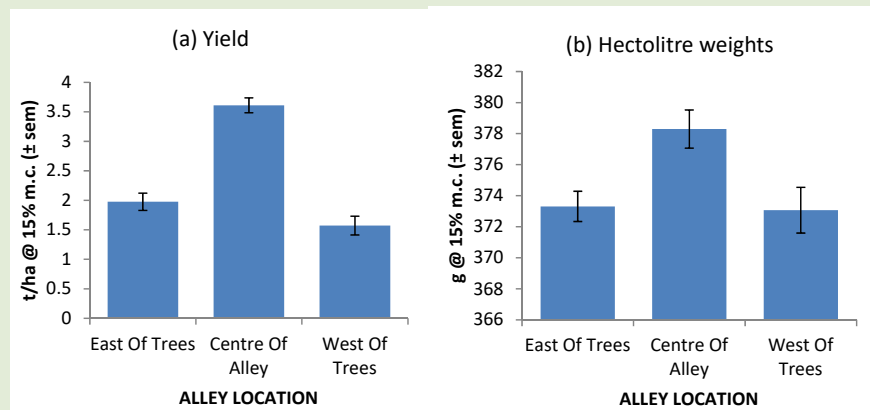 (a) Yield
t/ha @ 15% m.c. (± sem)
4
3.5
3
2.5
2
1.5
1
0.5
0
East Of Trees
Centre Of
Alley
West Of
Trees
ALLEY LOCATION
(b) Hectolitre weights
g @ 15% m.c. (± sem)
382
380
378
376
374
372
370
368
366
East Of Trees
Centre Of
Alley
West Of
Trees
ALLEY LOCATION